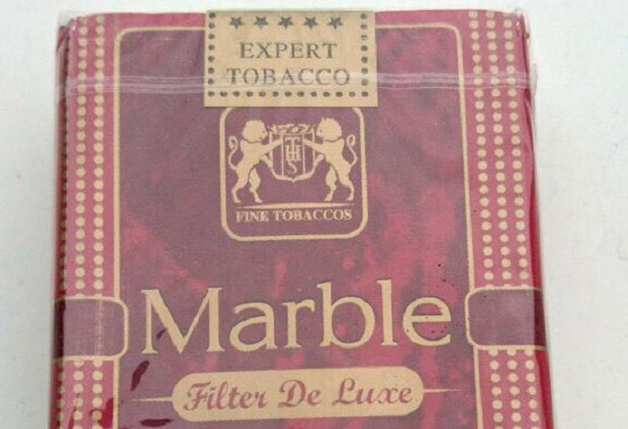 EXPERT
TOBACCO
FINE TOBACCOS
Marble
Filter De Luxe